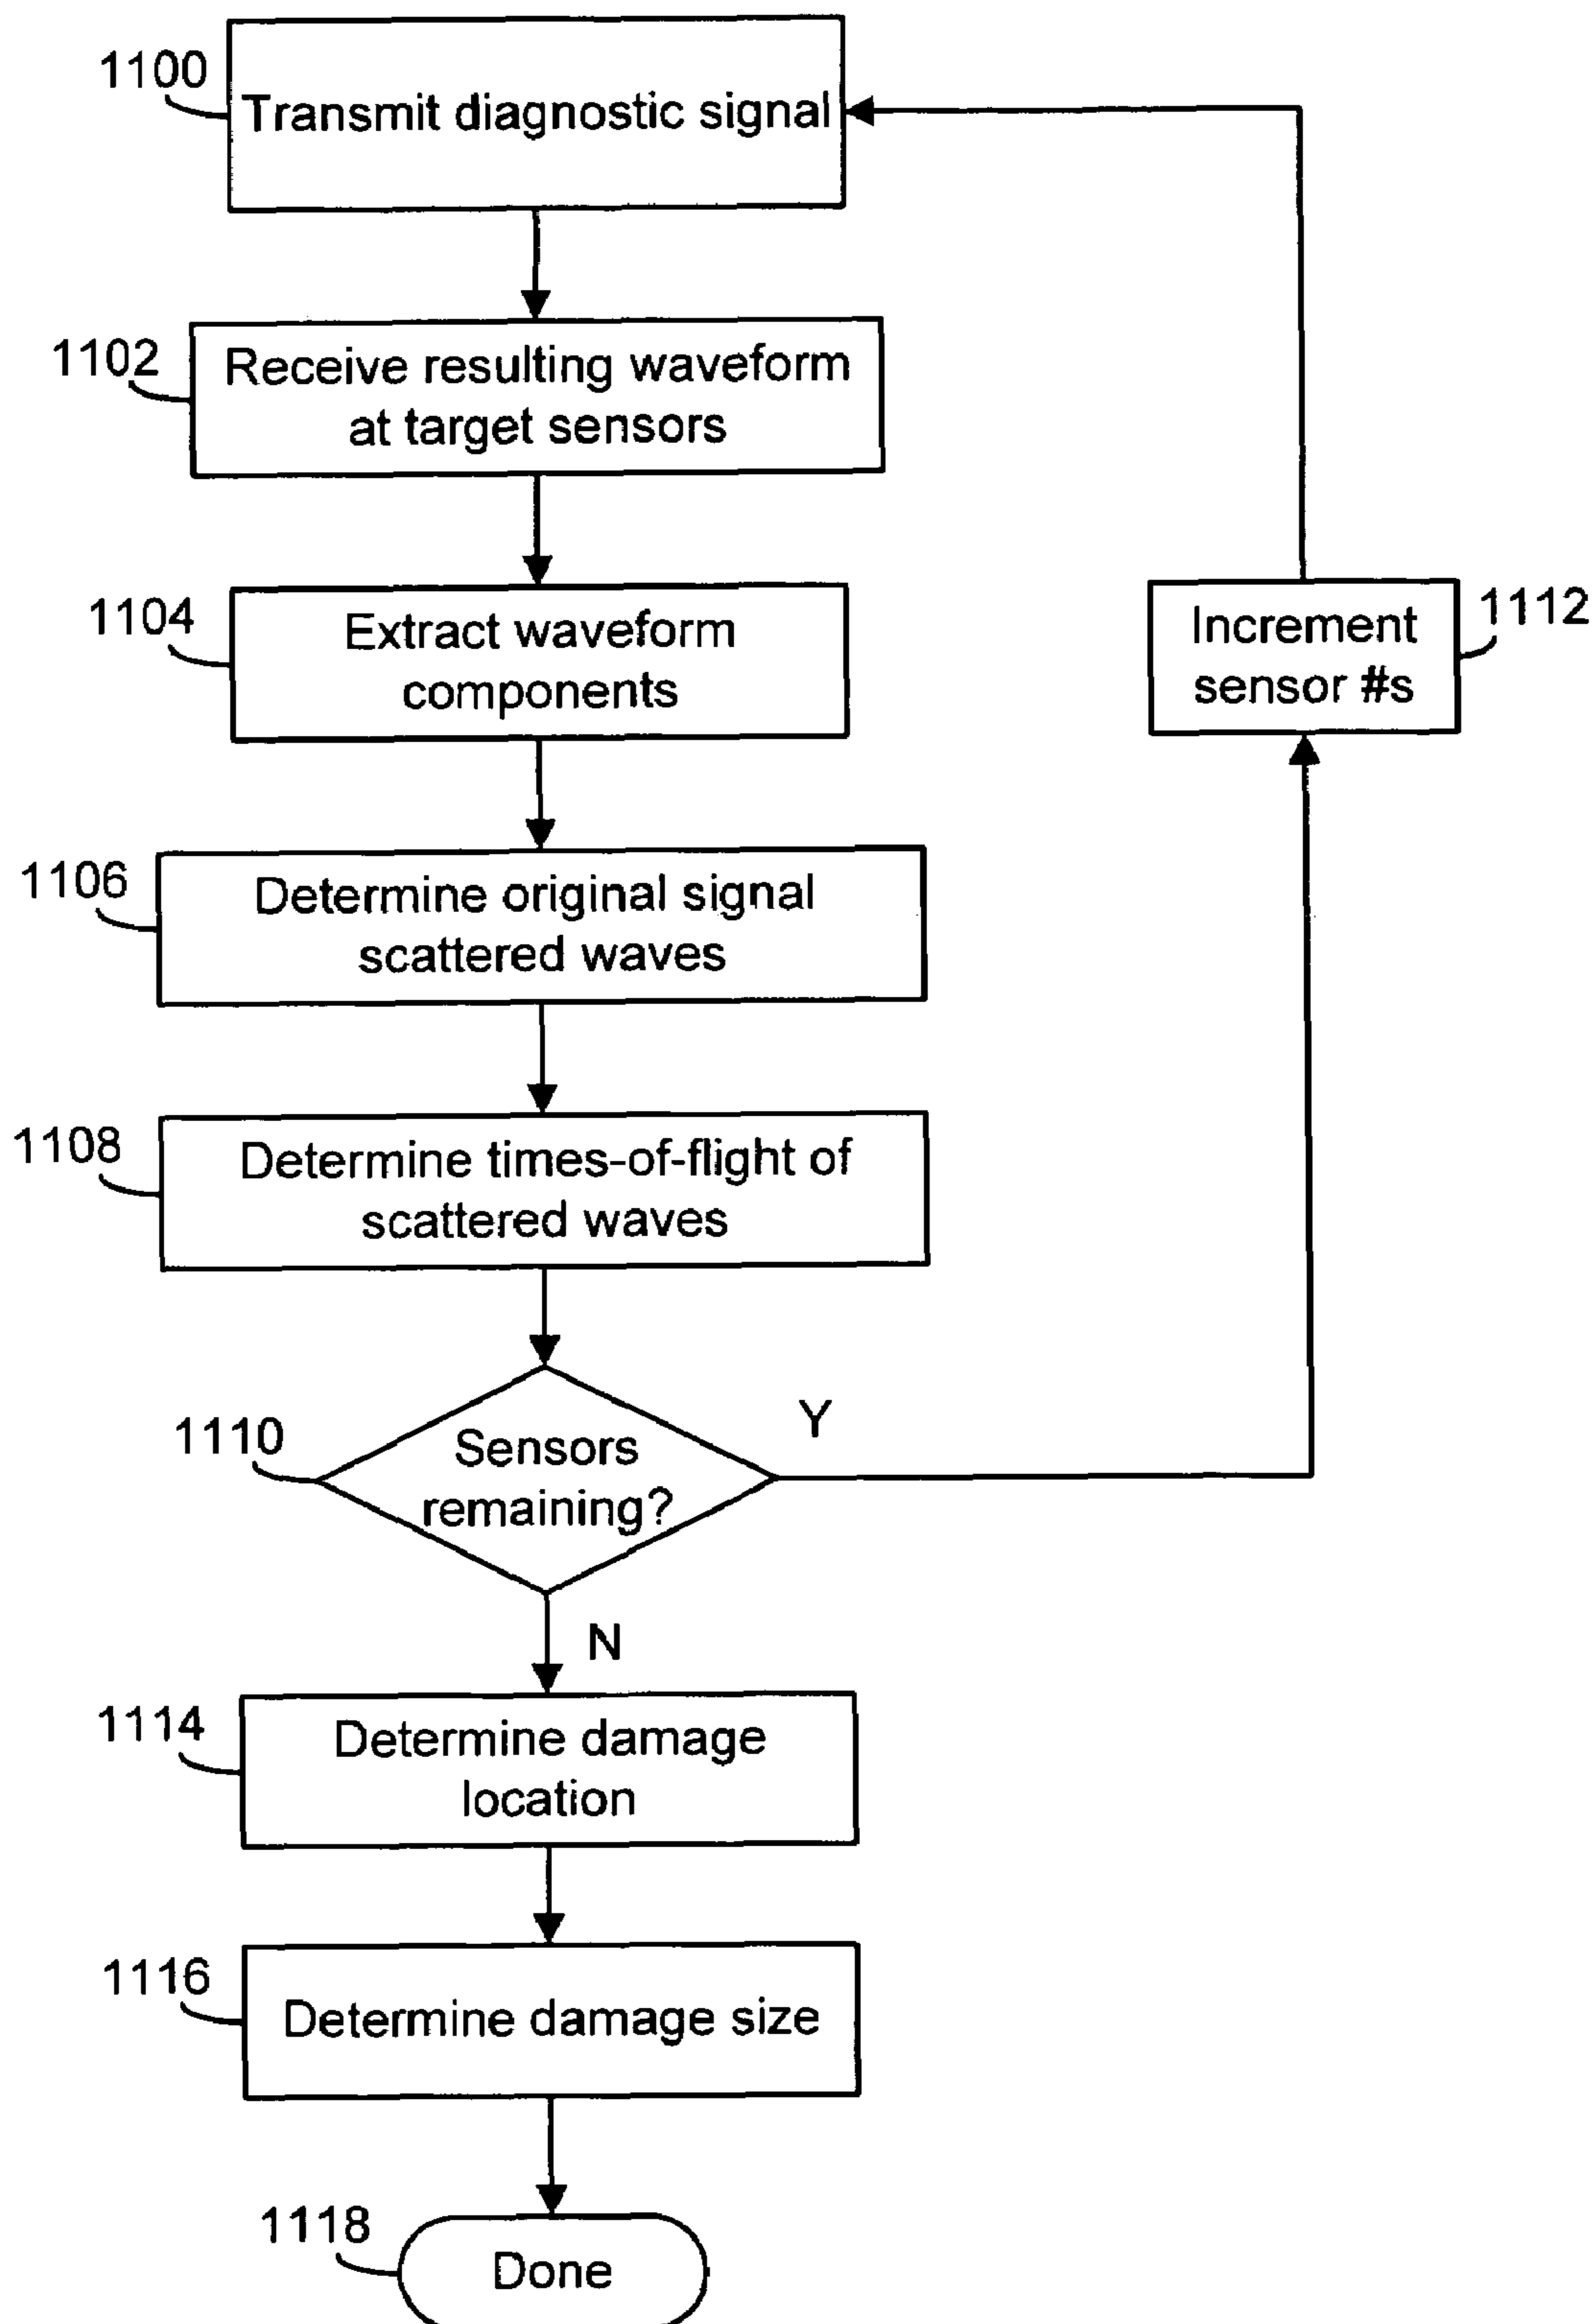 1100
Transmit diagnostic signal
1102
Receive resulting waveform
at target sensors
1104
Extract waveform
components
1112
Increment
sensor #s
1106
Determine original signal
scattered waves
1108
Determine times-of-flight of
scattered waves
1110
Sensors
remaining?
Y
N
1114
Determine damage
location
1116
Determine damage size
1118
Done